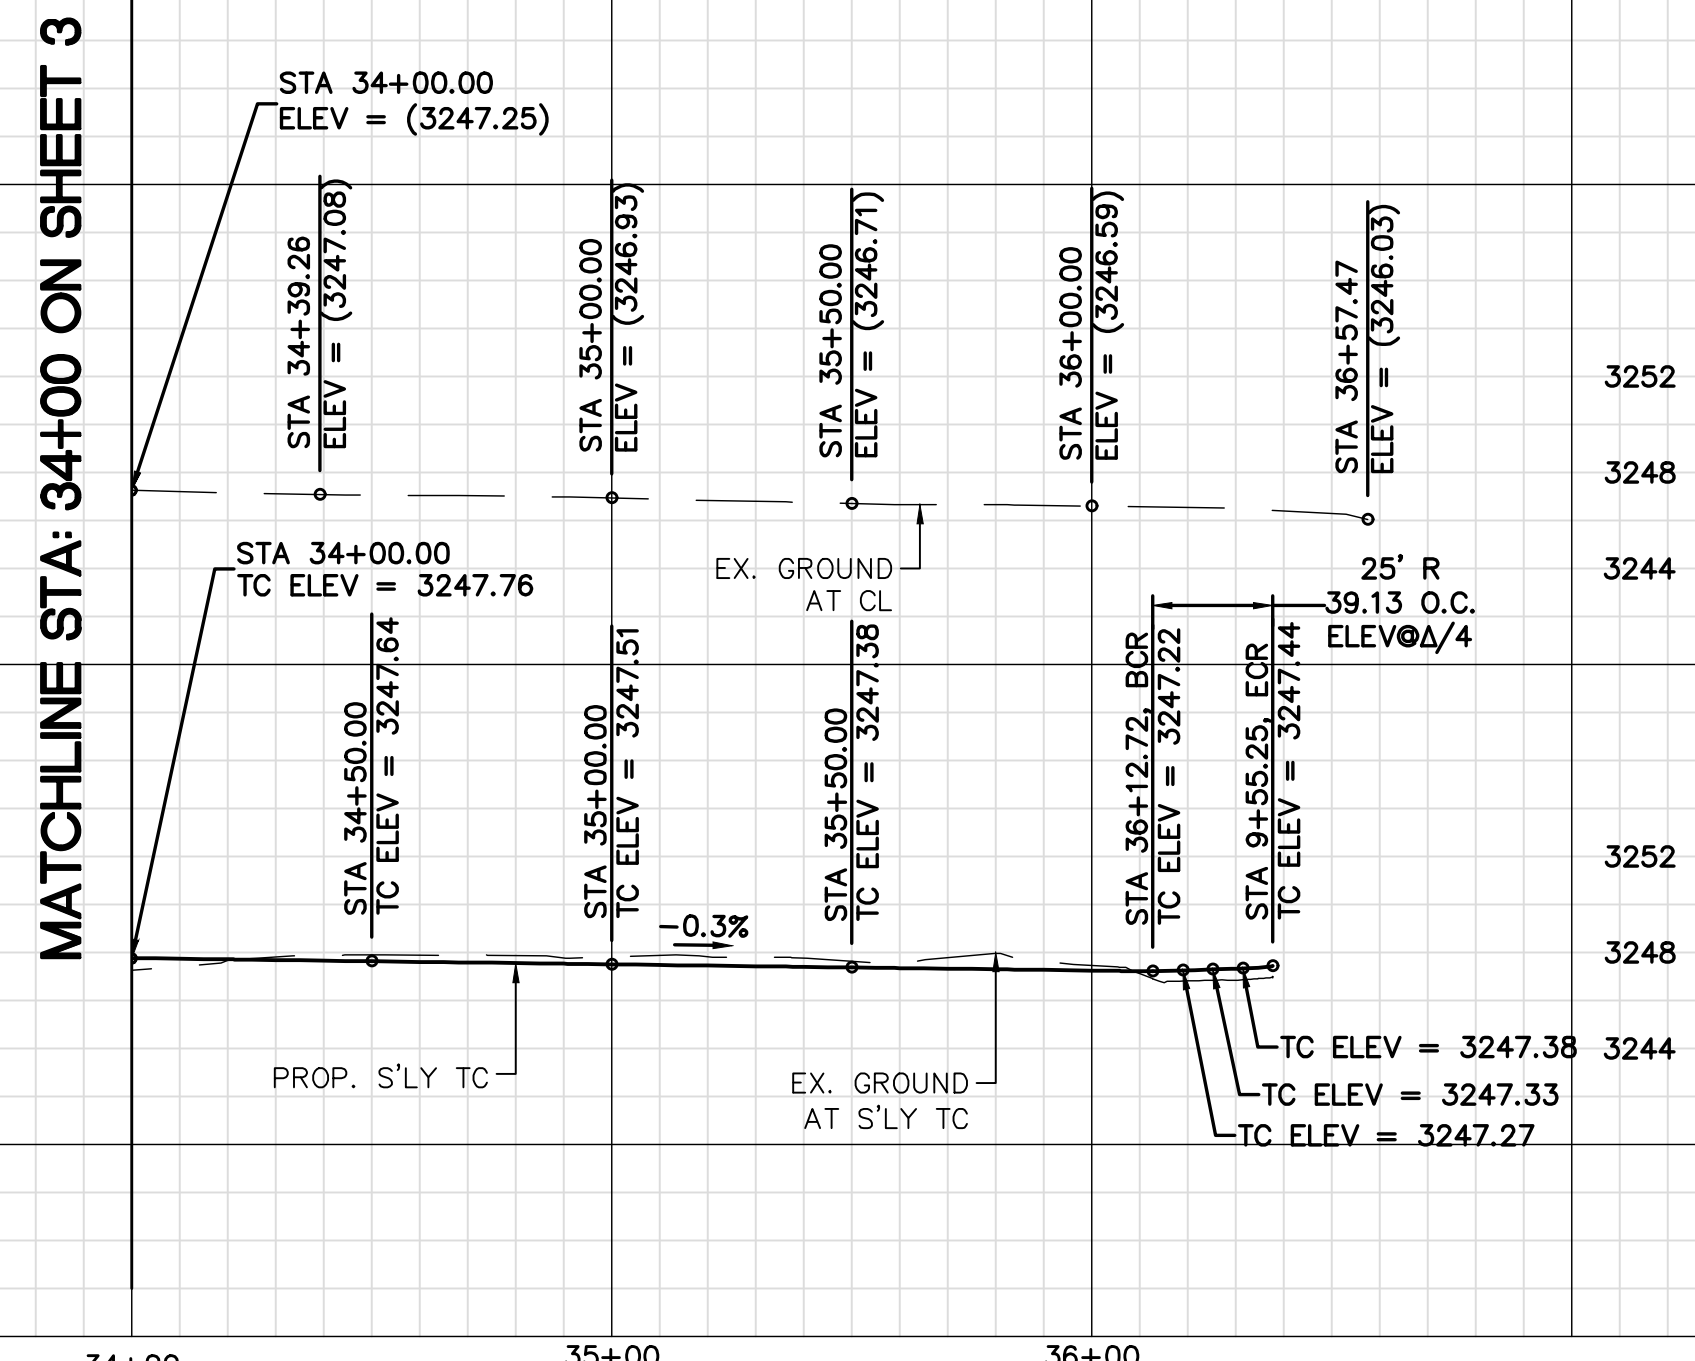 MATCHLINE STA: 34+00 ON SHEET 3
STA 34+00.00
ELEV = (3247.25)
STA 34+39.26
ELEV = (3247.08)
STA 35+00.00
ELEV = (3246.93)
STA 35+50.00
ELEV = (3246.71)
STA 36+00.00
ELEV = (3246.59)
STA 36+57.47
ELEV = (3246.03)
3252
3248
3244
EX. GROUND
AT CL
STA 34+00.00
TC ELEV = 3247.76
STA 34+50.00
TC ELEV = 3247.64
STA 35+00.00
TC ELEV = 3247.51
STA 35+50.00
TC ELEV = 3247.38
STA 36+12.72, BCR
TC ELEV = 3247.22
STA 9+55.25, ECR
TC ELEV = 3247.44
25' R
39.13 O.C.
ELEV@Δ/4
-0.3%
3252
3248
3244
PROP. S'LY TC
EX. GROUND
AT S'LY TC
TC ELEV = 3247.38
TC ELEV = 3247.33
TC ELEV = 3247.27
34+00
35+00
36+00